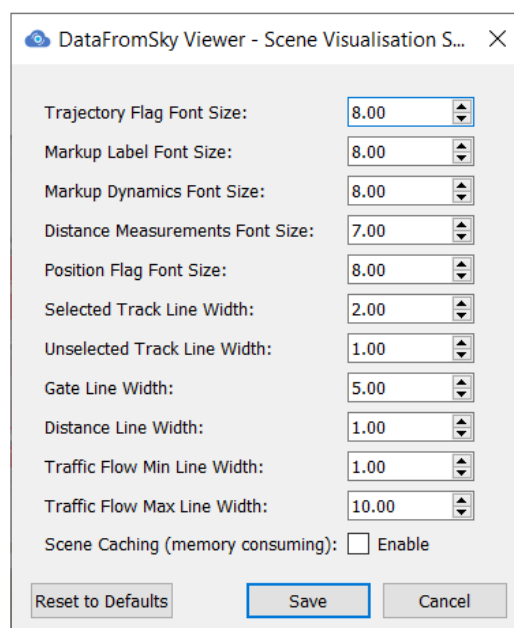 DataFromSky Viewer - Scene Visualisation S...
Trajectory Flag Font Size: 8.00
Markup Label Font Size: 8.00
Markup Dynamics Font Size: 8.00
Distance Measurements Font Size: 7.00
Position Flag Font Size: 8.00
Selected Track Line Width: 2.00
Unselected Track Line Width: 1.00
Gate Line Width: 5.00
Distance Line Width: 1.00
Traffic Flow Min Line Width: 1.00
Traffic Flow Max Line Width: 10.00
Scene Caching (memory consuming): Enable
Reset to Defaults Save Cancel